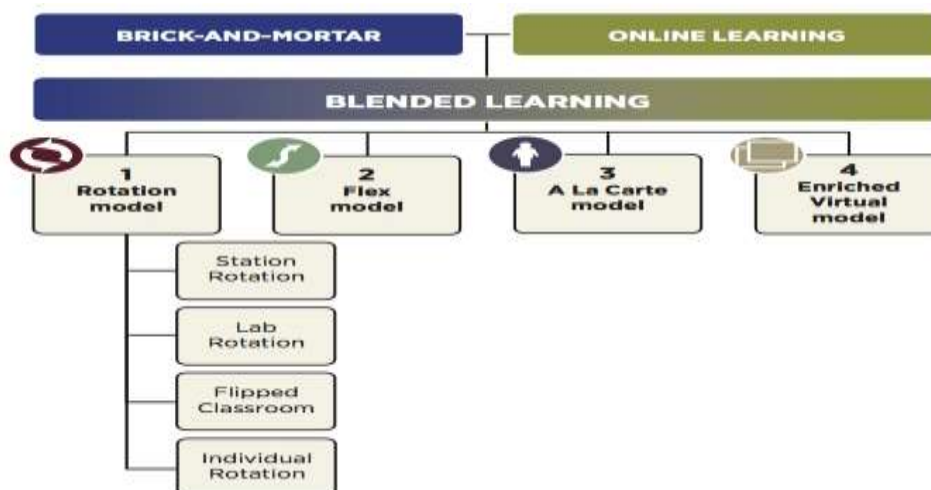 BRICK-AND-MORTAR
ONLINE LEARNING
BLENDED LEARNING
1
Rotation
model
2
Flex
model
3
A La Carte
model
4
Enriched
Virtual
model
Station
Rotation
Lab
Rotation
Flipped
Classroom
Individual
Rotation